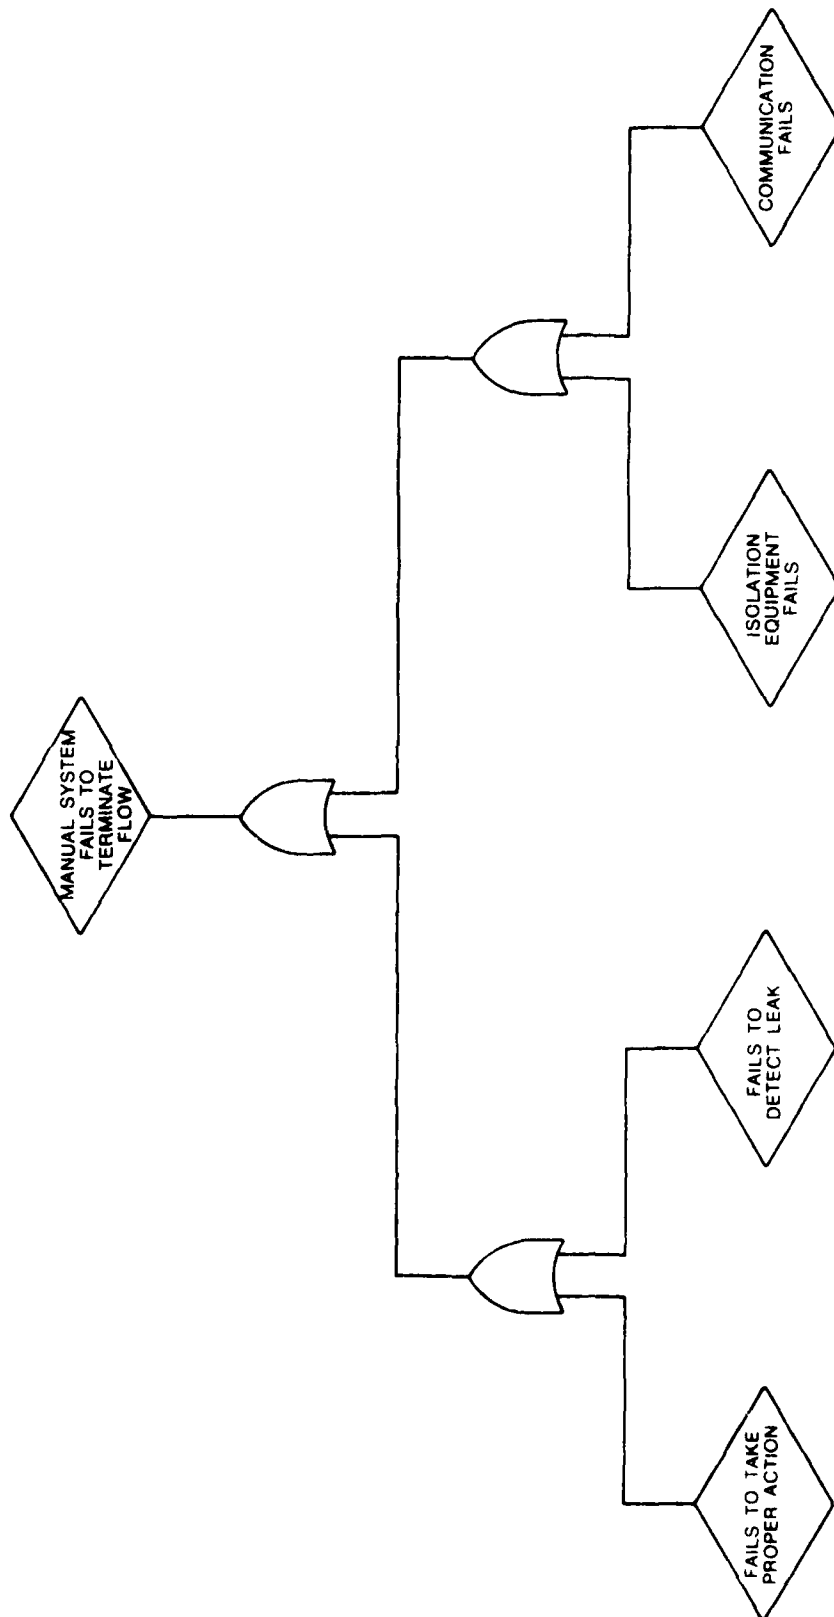 MANUAL SYSTEM
FAILS TO
TERMINATE
FLOW
FAILS TO TAKE
PROPER ACTION
FAILS TO
DETECT LEAK
ISOLATION
EQUIPMENT
FAILS
COMMUNICATION
FAILS